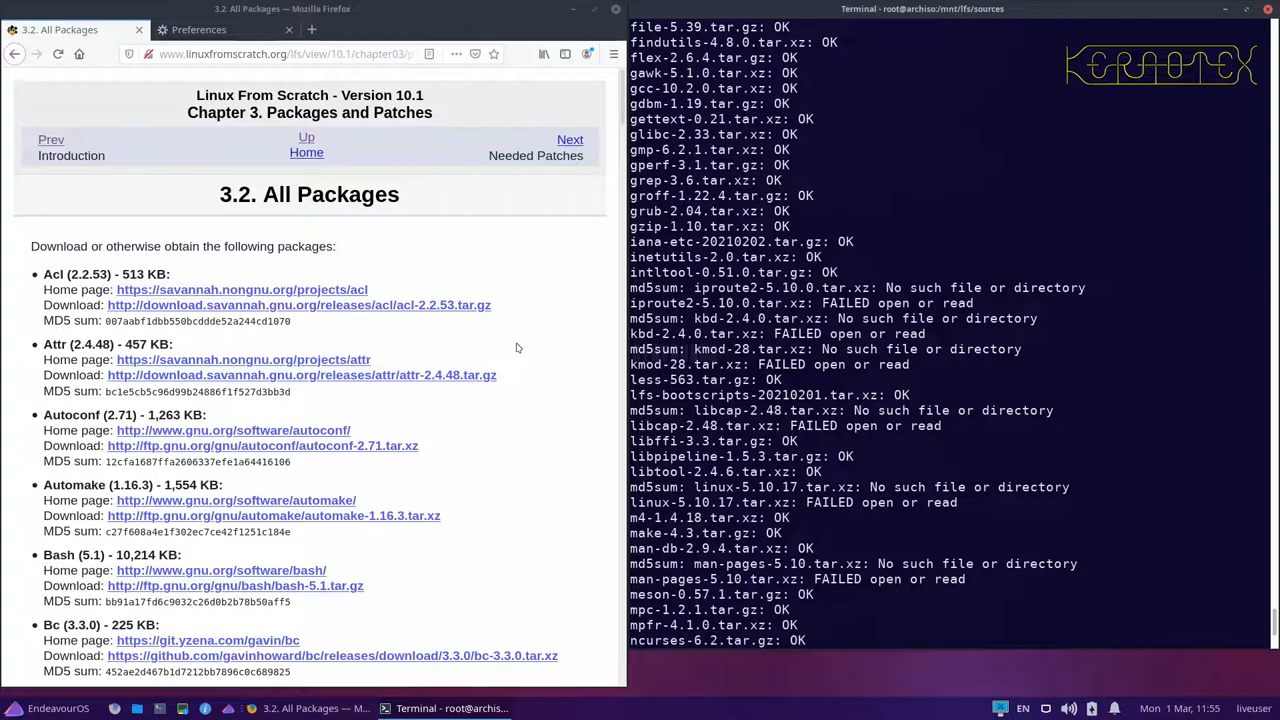 3.2. All Packages — Mozilla Firefox
3.2. All Packages
Preferences
www.linuxfromscratch.org/lfs/view/10.1/chapter03/p
Linux From Scratch - Version 10.1
Chapter 3. Packages and Patches
Prev
Up
Next
Introduction
Home
Needed Patches
3.2. All Packages
Download or otherwise obtain the following packages:
Acl (2.2.53) - 513 KB:
Home page: https://savannah.nongnu.org/projects/acl
Download: http://download.savannah.gnu.org/releases/acl/acl-2.2.53.tar.gz
MD5 sum: 007aabf1dbb550bcddde52a244cd1070
Attr (2.4.48) - 457 KB:
Home page: https://savannah.nongnu.org/projects/attr
Download: http://download.savannah.gnu.org/releases/attr/attr-2.4.48.tar.gz
MD5 sum: bc1e5cb5c96d99b24886f1f527d3bb3d
Autoconf (2.71) - 1,263 KB:
Home page: http://www.gnu.org/software/autoconf/
Download: http://ftp.gnu.org/gnu/autoconf/autoconf-2.71.tar.xz
MD5 sum: 12cfa1687ffa2606337efe1a64416106
Automake (1.16.3) - 1,554 KB:
Home page: http://www.gnu.org/software/automake/
Download: http://ftp.gnu.org/gnu/automake/automake-1.16.3.tar.xz
MD5 sum: c27f608a4e1f302ec7ce42f1251c184e
Bash (5.1) - 10,214 KB:
Home page: http://www.gnu.org/software/bash/
Download: http://ftp.gnu.org/gnu/bash/bash-5.1.tar.gz
MD5 sum: bb91a17fd6c9032c26d0b2b78b50aff5
Bc (3.3.0) - 225 KB:
Home page: https://git.yzena.com/gavin/bc
Download: https://github.com/gavinhoward/bc/releases/download/3.3.0/bc-3.3.0.tar.xz
MD5 sum: 452ae2d467b1d7212bb7896c0c689825
Terminal - root@archiso:/mnt/lfs/sources
KERNOTEX
file-5.39.tar.gz: OK
findutils-4.8.0.tar.xz: OK
flex-2.6.4.tar.gz: OK
gawk-5.1.0.tar.xz: OK
gcc-10.2.0.tar.xz: OK
gdbm-1.19.tar.gz: OK
gettext-0.21.tar.xz: OK
glibc-2.33.tar.xz: OK
gmp-6.2.1.tar.xz: OK
gperf-3.1.tar.gz: OK
grep-3.6.tar.xz: OK
groff-1.22.4.tar.gz: OK
grub-2.04.tar.xz: OK
gzip-1.10.tar.xz: OK
iana-etc-20210202.tar.gz: OK
inetutils-2.0.tar.xz: OK
intltool-0.51.0.tar.gz: OK
md5sum: iproute2-5.10.0.tar.xz: No such file or directory
iproute2-5.10.0.tar.xz: FAILED open or read
md5sum: kbd-2.4.0.tar.xz: No such file or directory
kbd-2.4.0.tar.xz: FAILED open or read
md5sum: kmod-28.tar.xz: No such file or directory
kmod-28.tar.xz: FAILED open or read
less-563.tar.gz: OK
lfs-bootscripts-20210201.tar.xz: OK
md5sum: libcap-2.48.tar.xz: No such file or directory
libcap-2.48.tar.xz: FAILED open or read
libffi-3.3.tar.gz: OK
libpipeline-1.5.3.tar.gz: OK
libtool-2.4.6.tar.xz: OK
md5sum: linux-5.10.17.tar.xz: No such file or directory
linux-5.10.17.tar.xz: FAILED open or read
m4-1.4.18.tar.xz: OK
make-4.3.tar.gz: OK
man-db-2.9.4.tar.xz: OK
md5sum: man-pages-5.10.tar.xz: No such file or directory
man-pages-5.10.tar.xz: FAILED open or read
meson-0.57.1.tar.gz: OK
mpc-1.2.1.tar.gz: OK
mpfr-4.1.0.tar.xz: OK
ncurses-6.2.tar.gz: OK
EndeavourOS
3.2. All Packages — M...
Terminal - root@archis...
EN
Mon 1 Mar, 11:55
liveuser